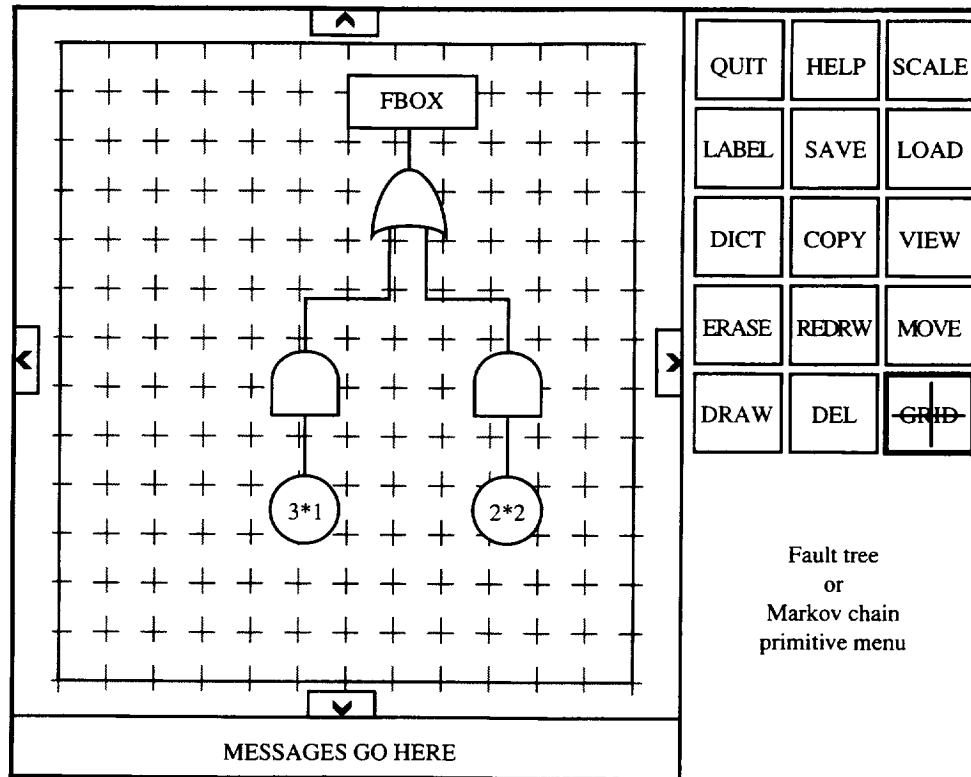 FBOX
3*1
2*2
MESSAGES GO HERE
QUIT HELP SCALE
LABEL SAVE LOAD
DICT COPY VIEW
ERASE REDRW MOVE
DRAW DEL GRID
Fault tree
or
Markov chain
primitive menu